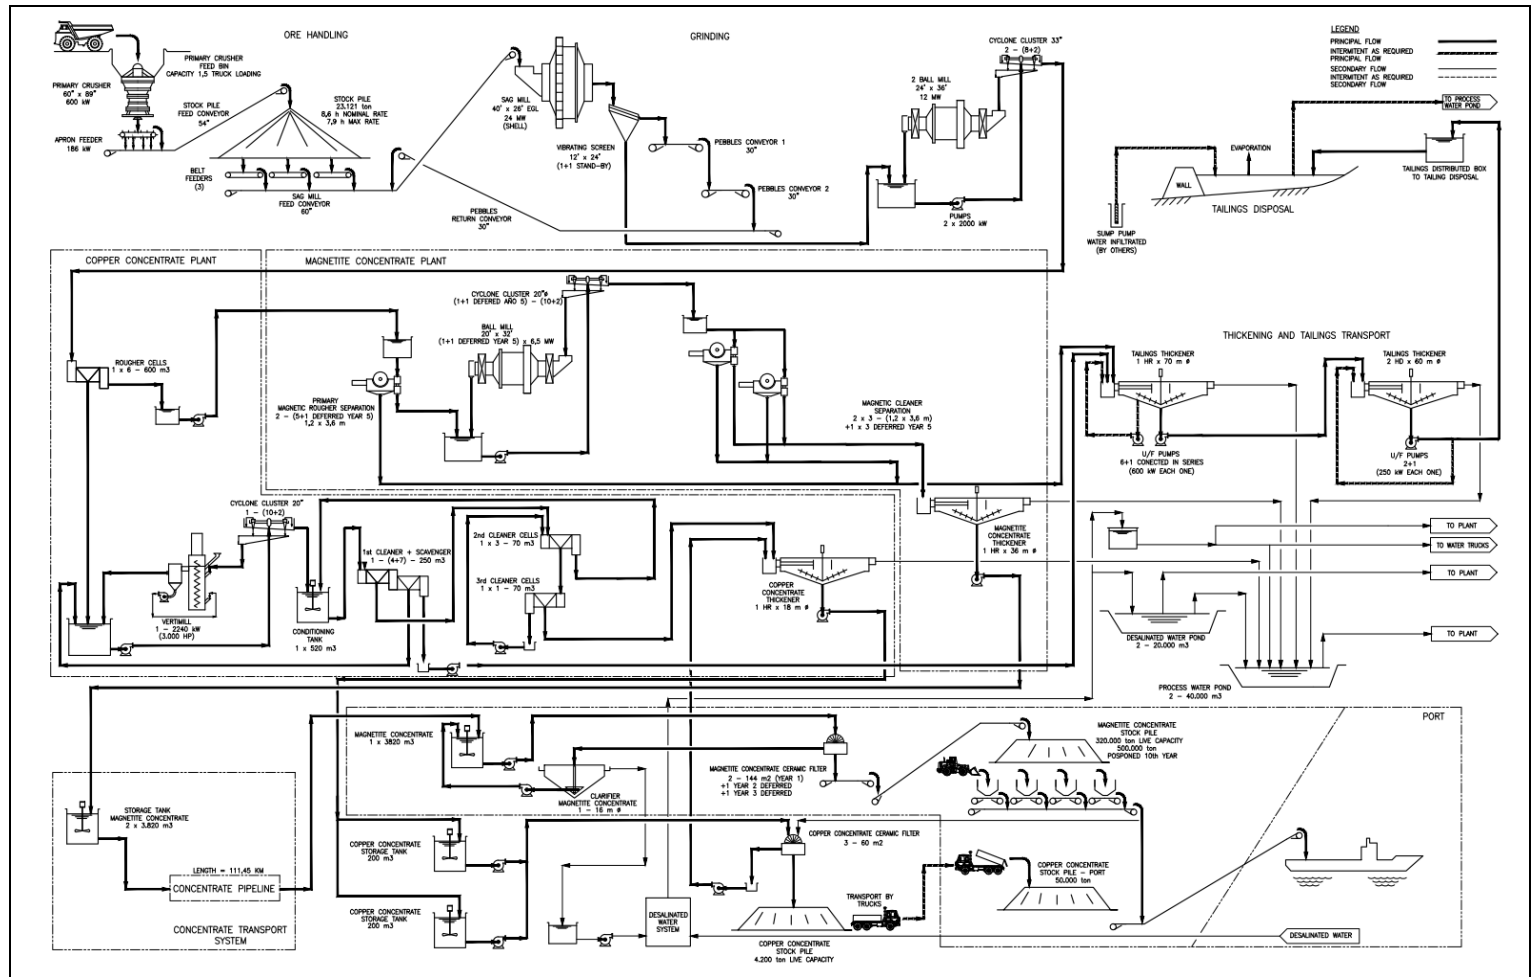 ORE HANDLING
GRINDING
LEGEND
PRINCIPAL FLOW
INTERMITENT AS REQUIRED
PRINCIPAL FLOW
SECONDARY FLOW
INTERMITENT AS REQUIRED
SECONDARY FLOW
PRIMARY CRUSHER
FEED BIN
CAPACITY 1,5 TRUCK LOADING
PRIMARY CRUSHER
60" x 89"
600 kW
APRON FEEDER
186 kW
STOCK PILE
FEED CONVEYOR
54"
STOCK PILE
23.121 ton
8,6 h NOMINAL RATE
7,9 h MAX RATE
BELT
FEEDERS
(3)
SAG MILL
FEED CONVEYOR
60"
SAG MILL
40' x 26' EGL
24 MW
(SHELL)
VIBRATING SCREEN
12' x 24'
(1+1 STAND-BY)
PEBBLES CONVEYOR 1
30"
PEBBLES CONVEYOR 2
30"
PEBBLES
RETURN CONVEYOR
30"
2 BALL MILL
24' x 36'
12 MW
CYCLONE CLUSTER 33"
2 - (8+2)
PUMPS
2 x 2000 kW
TO PROCESS
WATER POND
EVAPORATION
WALL
TAILINGS DISPOSAL
TAILINGS DISTRIBUTED BOX
TO TAILING DISPOSAL
SUMP PUMP
WATER INFILTRATED
(BY OTHERS)
COPPER CONCENTRATE PLANT
MAGNETITE CONCENTRATE PLANT
ROUGHER CELLS
1 x 6 - 600 m3
CYCLONE CLUSTER 20"ø
(1+1 DEFERED AÑO 5) - (10+2)
BALL MILL
20' x 32'
(1+1 DEFERRED YEAR 5) x 6,5 MW
PRIMARY
MAGNETIC ROUGHER SEPARATION
2 - (5+1 DEFERRED YEAR 5)
1,2 x 3,6 m
MAGNETIC CLEANER
SEPARATION
2 x 3 - (1,2 x 3,6 m)
+1 x 3 DEFERRED YEAR 5
THICKENING AND TAILINGS TRANSPORT
TAILINGS THICKENER
1 HR x 70 m ø
TAILINGS THICKENER
2 HD x 60 m ø
U/F PUMPS
6+1 CONECTED IN SERIES
(600 kW EACH ONE)
U/F PUMPS
2+1
(250 kW EACH ONE)
CYCLONE CLUSTER 20"
1 - (10+2)
VERTIMILL
1 - 2240 kW
(3.000 HP)
CONDITIONING
TANK
1 x 520 m3
1st CLEANER + SCAVENGER
1 - (4+7) - 250 m3
2nd CLEANER CELLS
1 x 3 - 70 m3
3rd CLEANER CELLS
1 x 1 - 70 m3
COPPER
CONCENTRATE
THICKENER
1 HR x 18 m ø
MAGNETITE
CONCENTRATE
THICKENER
1 HR x 36 m ø
TO PLANT
TO WATER TRUCKS
TO PLANT
TO PLANT
DESALINATED WATER POND
2 - 20.000 m3
PROCESS WATER POND
2 - 40.000 m3
PORT
MAGNETITE CONCENTRATE
1 x 3820 m3
CLARIFIER
MAGNETITE CONCENTRATE
1 - 16 m ø
MAGNETITE CONCENTRATE CERAMIC FILTER
2 - 144 m2 (YEAR 1)
+1 YEAR 2 DEFERRED
+1 YEAR 3 DEFERRED
MAGNETITE CONCENTRATE
STOCK PILE
320.000 ton LIVE CAPACITY
500.000 ton
POSPONED 10th YEAR
STORAGE TANK
MAGNETITE CONCENTRATE
2 x 3.820 m3
LENGTH = 111,45 KM
CONCENTRATE PIPELINE
CONCENTRATE TRANSPORT
SYSTEM
COPPER CONCENTRATE
STORAGE TANK
200 m3
COPPER CONCENTRATE
STORAGE TANK
200 m3
COPPER CONCENTRATE CERAMIC FILTER
3 - 60 m2
DESALINATED
WATER
SYSTEM
COPPER CONCENTRATE
STOCK PILE
4.200 ton LIVE CAPACITY
TRANSPORT BY
TRUCKS
COPPER CONCENTRATE
STOCK PILE - PORT
50.000 ton
DESALINATED WATER